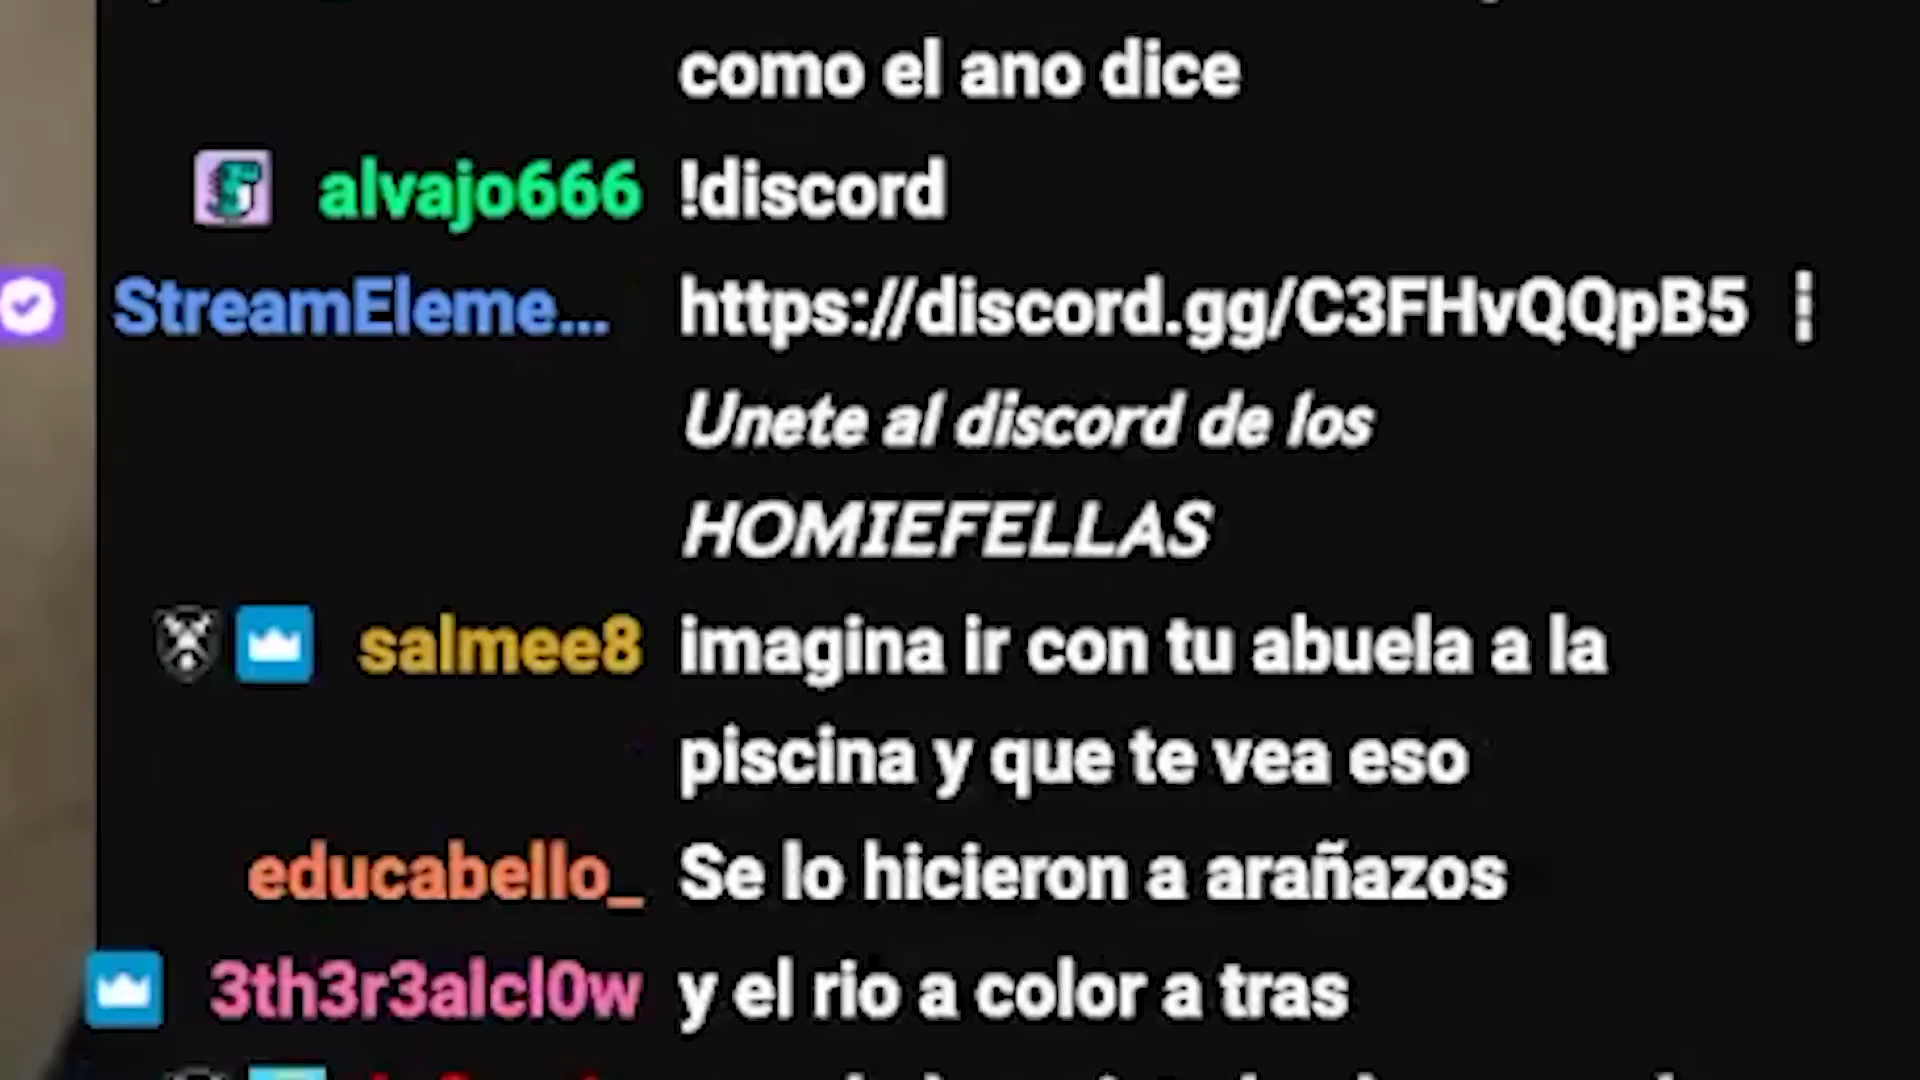 como el ano dice
alvajo666 !discord
StreamEleme... https://discord.gg/C3FHvQQpB5 ⁞
Unete al discord de los
HOMIEFELLAS
salmee8 imagina ir con tu abuela a la
piscina y que te vea eso
educabello_ Se lo hicieron a arañazos
3th3r3alcl0w y el rio a color a tras